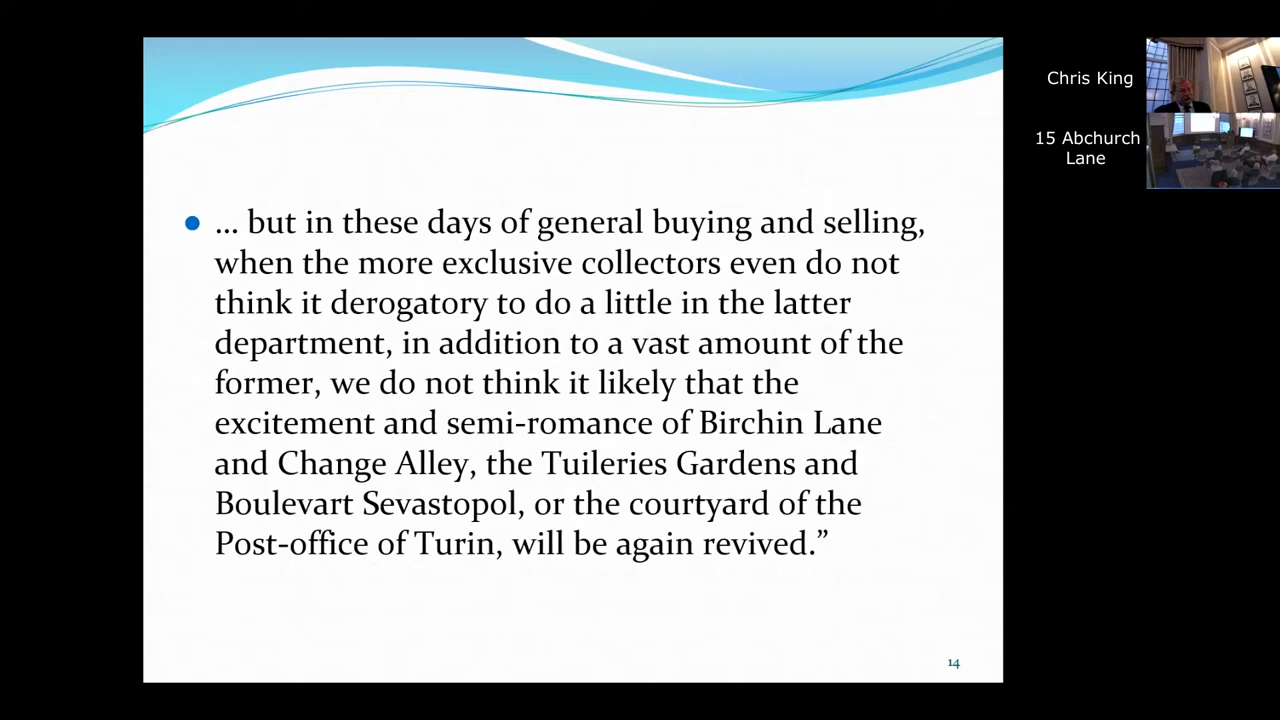 ... but in these days of general buying and selling,
when the more exclusive collectors even do not
think it derogatory to do a little in the latter
department, in addition to a vast amount of the
former, we do not think it likely that the
excitement and semi-romance of Birchin Lane
and Change Alley, the Tuileries Gardens and
Boulevart Sevastopol, or the courtyard of the
Post-office of Turin, will be again revived.”
14
Chris King
15 Abchurch
Lane